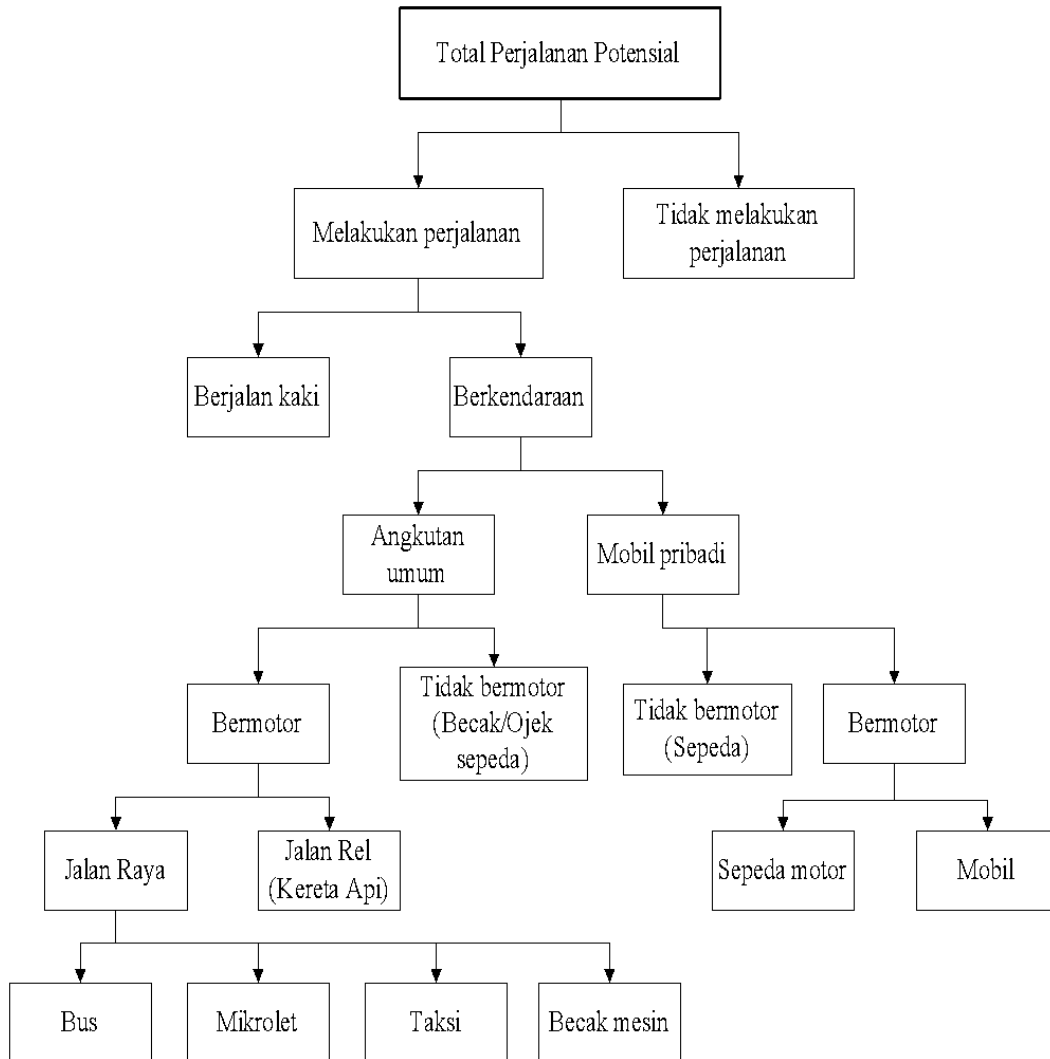 Total Perjalanan Potensial
Melakukan perjalanan
Tidak melakukan
perjalanan
Berjalan kaki
Berkendaraan
Angkutan
umum
Mobil pribadi
Bermotor
Tidak bermotor
(Becak/Ojek
sepeda)
Tidak bermotor
(Sepeda)
Bermotor
Jalan Raya
Jalan Rel
(Kereta Api)
Sepeda motor
Mobil
Bus
Mikrolet
Taksi
Becak mesin